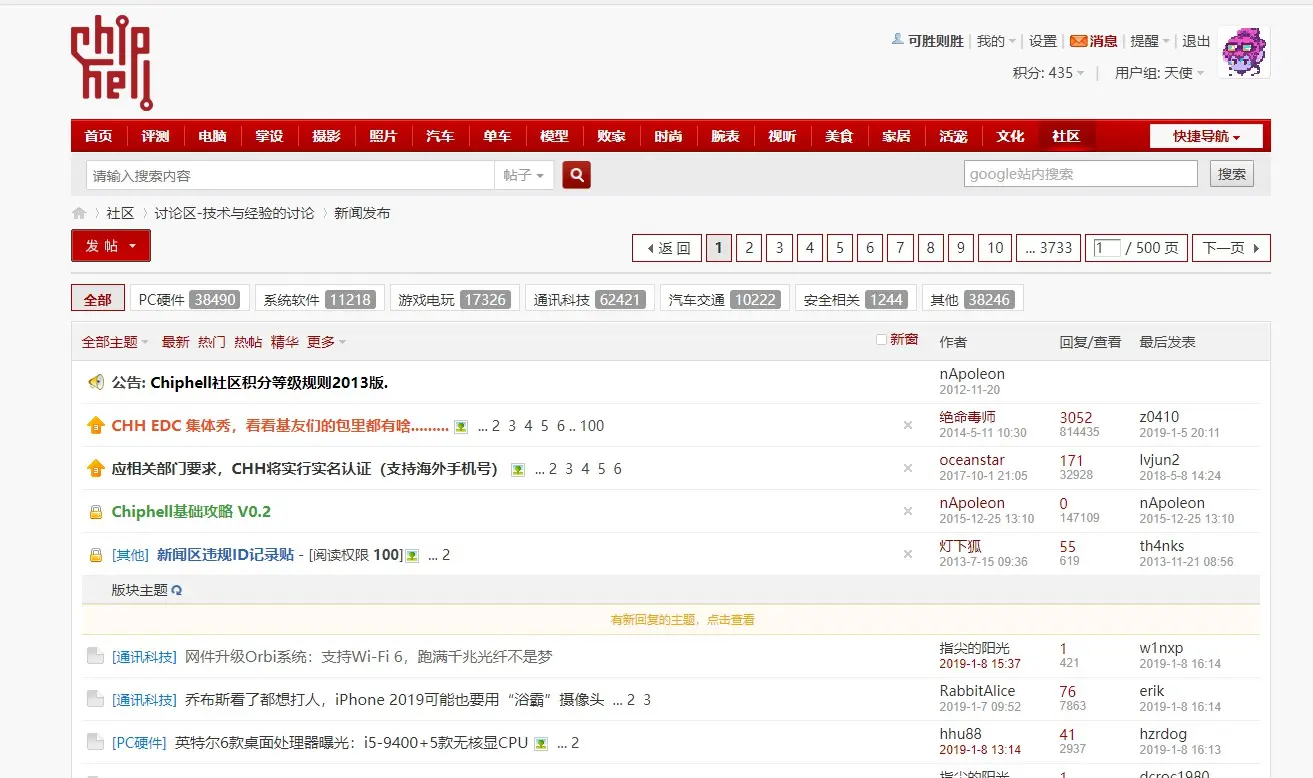 chip hell
可胜则胜 | 我的 | 设置 | 消息 | 提醒 | 退出
积分: 435 | 用户组: 天使
首页 评测 电脑 掌设 摄影 照片 汽车 单车 模型 败家 时尚 腕表 视听 美食 家居 活宠 文化 社区 快捷导航
请输入搜索内容 帖子 google站内搜索 搜索
社区 讨论区-技术与经验的讨论 新闻发布
发帖 返回 1 2 3 4 5 6 7 8 9 10 ... 3733 1 / 500 页 下一页
全部 PC硬件 38490 系统软件 11218 游戏电玩 17326 通讯科技 62421 汽车交通 10222 安全相关 1244 其他 38246
全部主题 最新 热门 热帖 精华 更多 新窗 作者 回复/查看 最后发表
公告: Chiphell社区积分等级规则2013版. nApoleon
2012-11-20
CHH EDC 集体秀，看看基友们的包里都有啥......... ... 2 3 4 5 6 .. 100 绝命毒师 3052 z0410
2014-5-11 10:30 814435 2019-1-5 20:11
应相关部门要求，CHH将实行实名认证（支持海外手机号） ... 2 3 4 5 6 oceanstar 171 lvjun2
2017-10-1 21:05 32928 2018-5-8 14:24
Chiphell基础攻略 V0.2 nApoleon 0 nApoleon
2015-12-25 13:10 147109 2015-12-25 13:10
[其他] 新闻区违规ID记录贴 - [阅读权限 100] ... 2 灯下狐 55 th4nks
2013-7-15 09:36 619 2013-11-21 08:56
版块主题
有新回复的主题，点击查看
[通讯科技] 网件升级Orbi系统：支持Wi-Fi 6，跑满千兆光纤不是梦 指尖的阳光 1 w1nxp
2019-1-8 15:37 421 2019-1-8 16:14
[通讯科技] 乔布斯看了都想打人，iPhone 2019可能也要用“浴霸”摄像头 ... 2 3 RabbitAlice 76 erik
2019-1-7 09:52 7863 2019-1-8 16:14
[PC硬件] 英特尔6款桌面处理器曝光：i5-9400+5款无核显CPU ... 2 hhu88 41 hzrdog
2019-1-8 13:14 2937 2019-1-8 16:13
指尖的阳光 1 dcroc1980